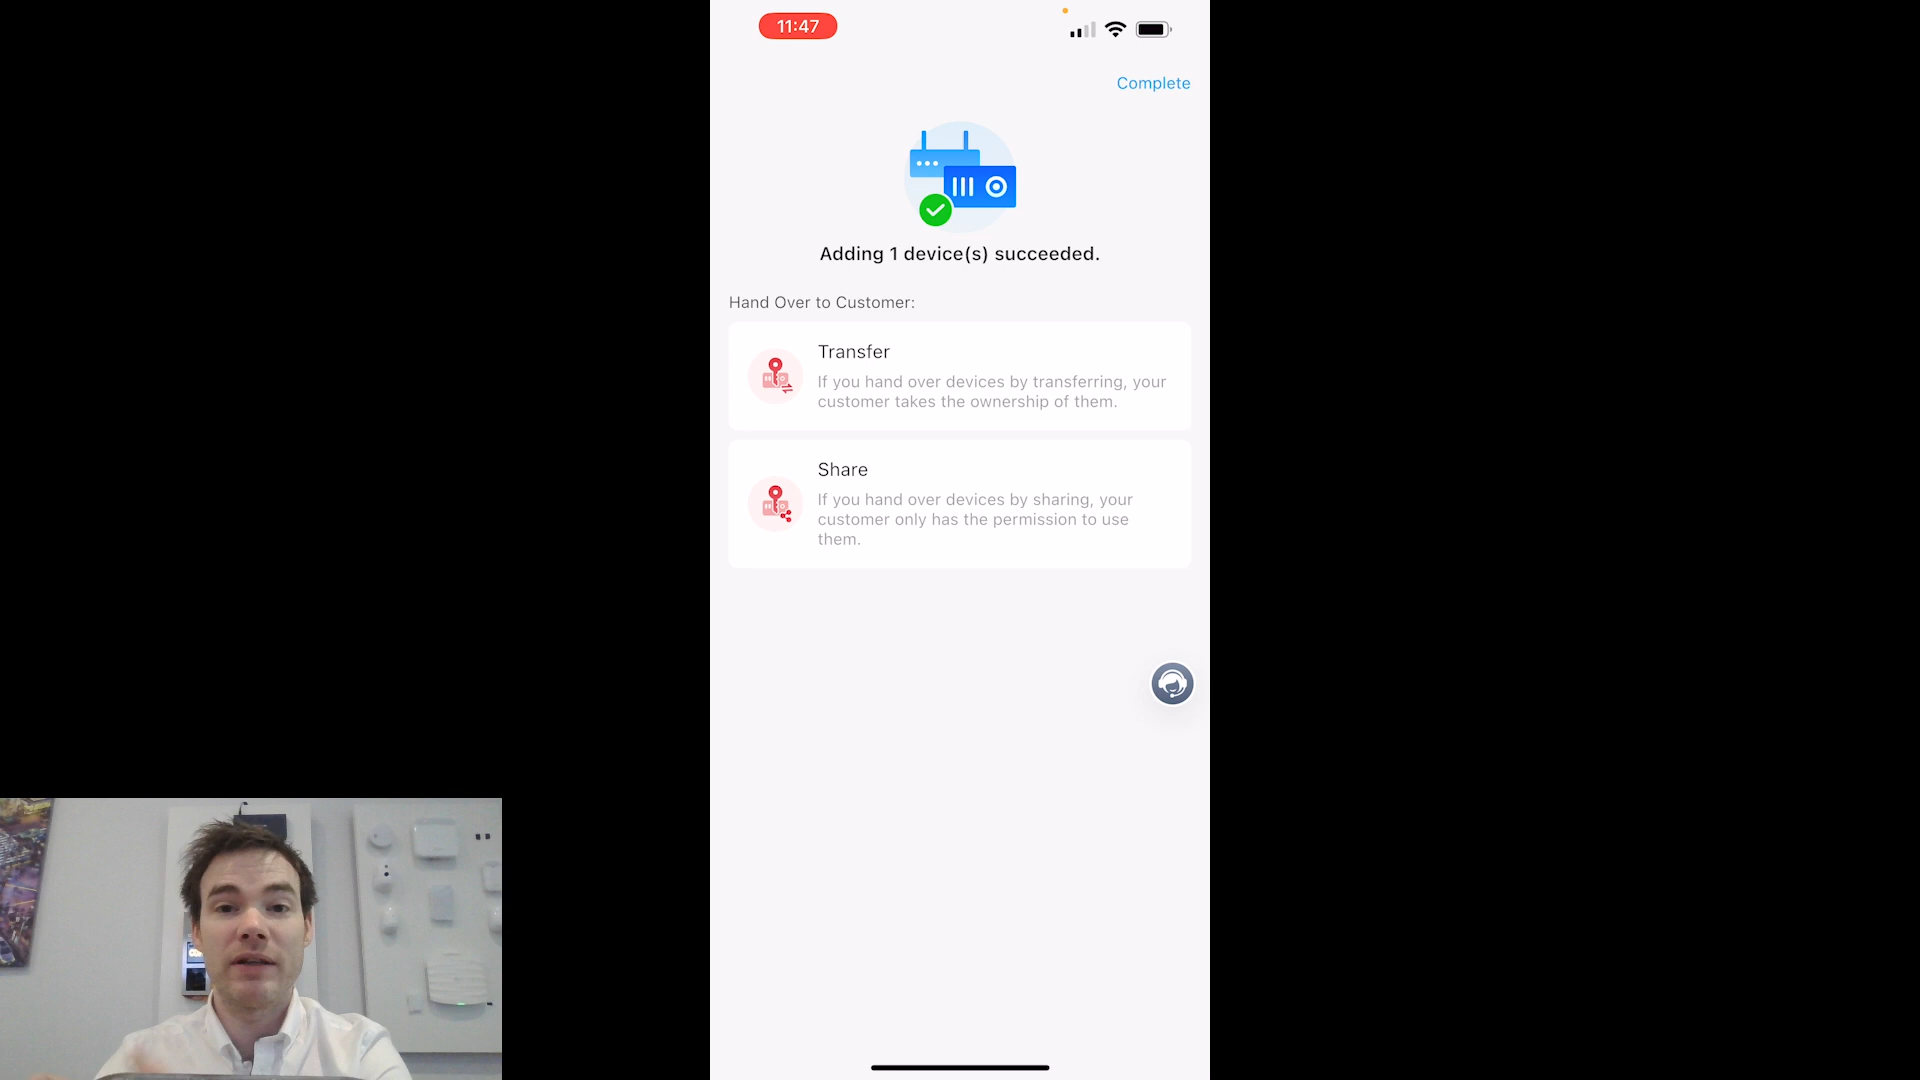 11:47
Complete
Adding 1 device(s) succeeded.
Hand Over to Customer:
Transfer
If you hand over devices by transferring, your
customer takes the ownership of them.
Share
If you hand over devices by sharing, your
customer only has the permission to use
them.